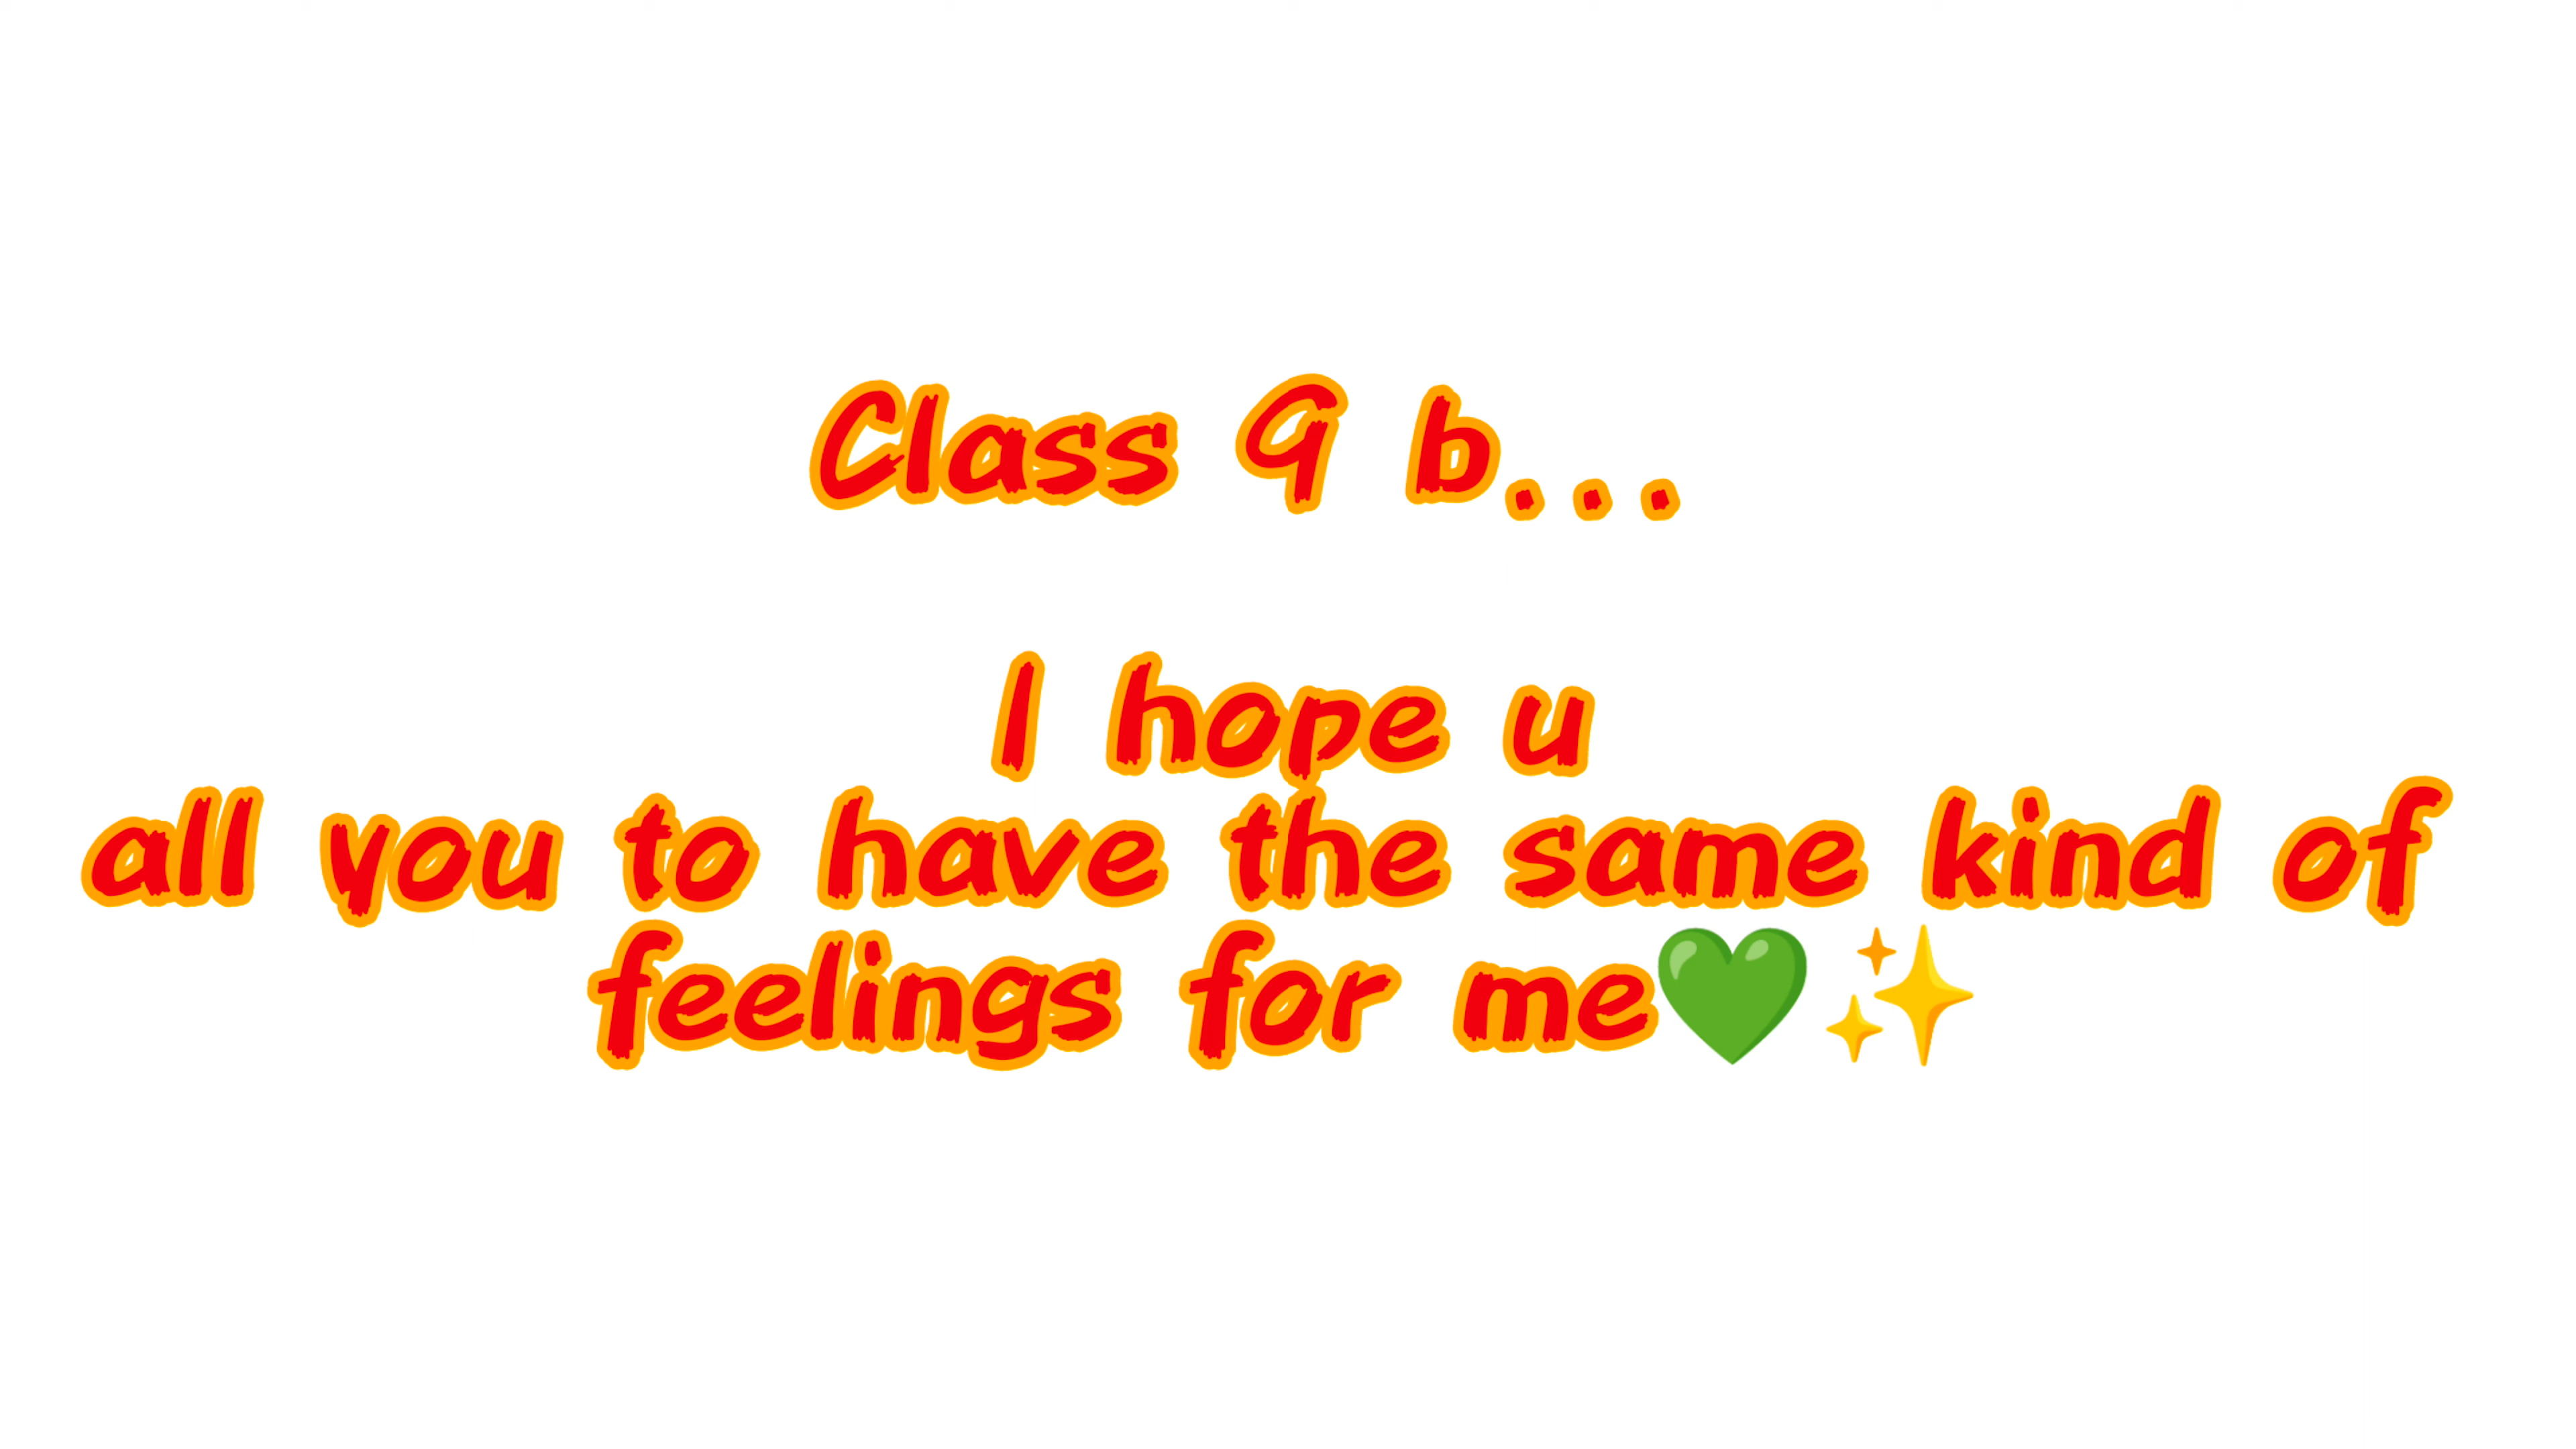 Class 9 b...
I hope u
all you to have the same kind of
feelings for me💚✨